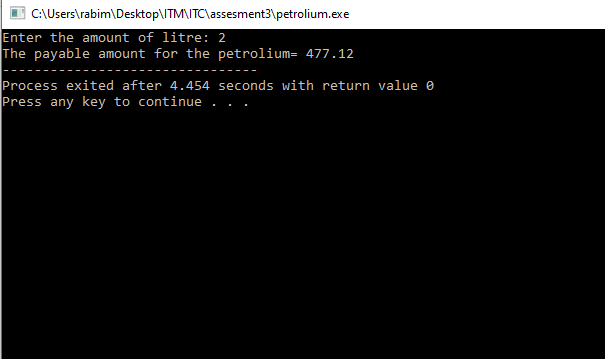 C:\Users\rabim\Desktop\ITM\ITC\assesment3\petrolium.exe
Enter the amount of litre: 2
The payable amount for the petrolium= 477.12
--------------------------------
Process exited after 4.454 seconds with return value 0
Press any key to continue . . .